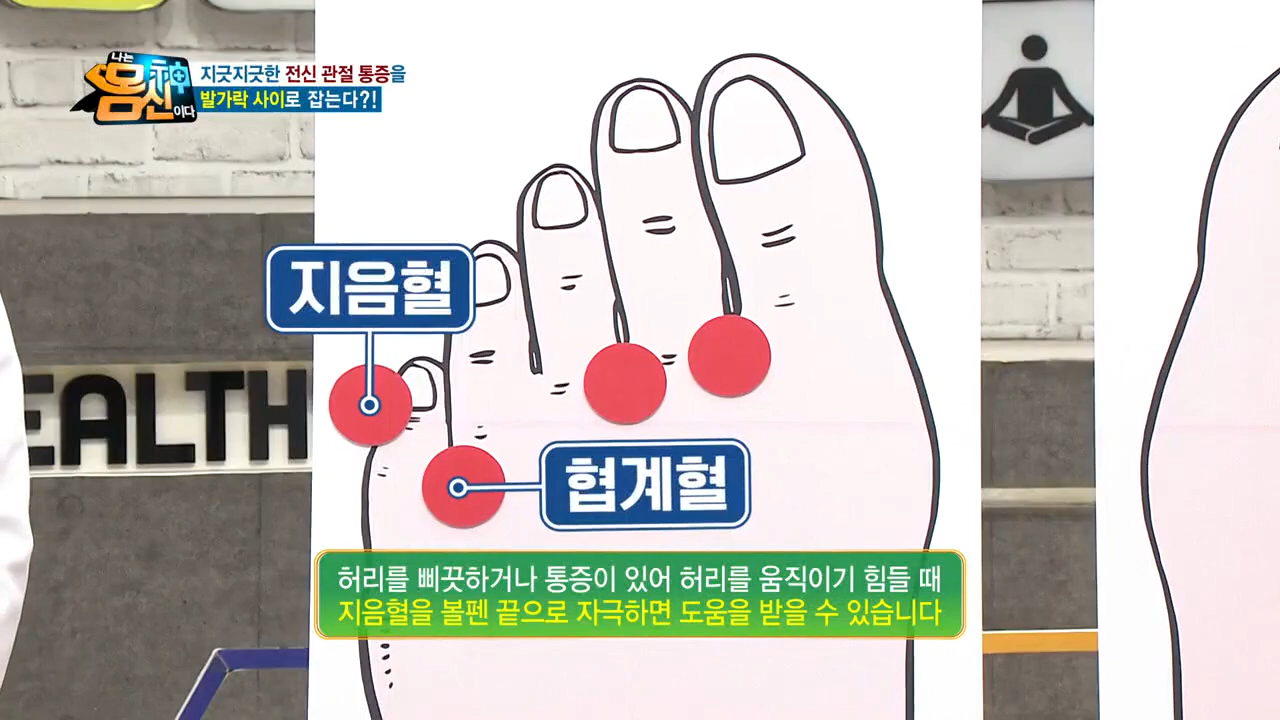 나는
몸神
신이다
지긋지긋한 전신 관절 통증을
발가락 사이로 잡는다?!
지음혈
EALTH
협계혈
허리를 삐끗하거나 통증이 있어 허리를 움직이기 힘들 때
지음혈을 볼펜 끝으로 자극하면 도움을 받을 수 있습니다